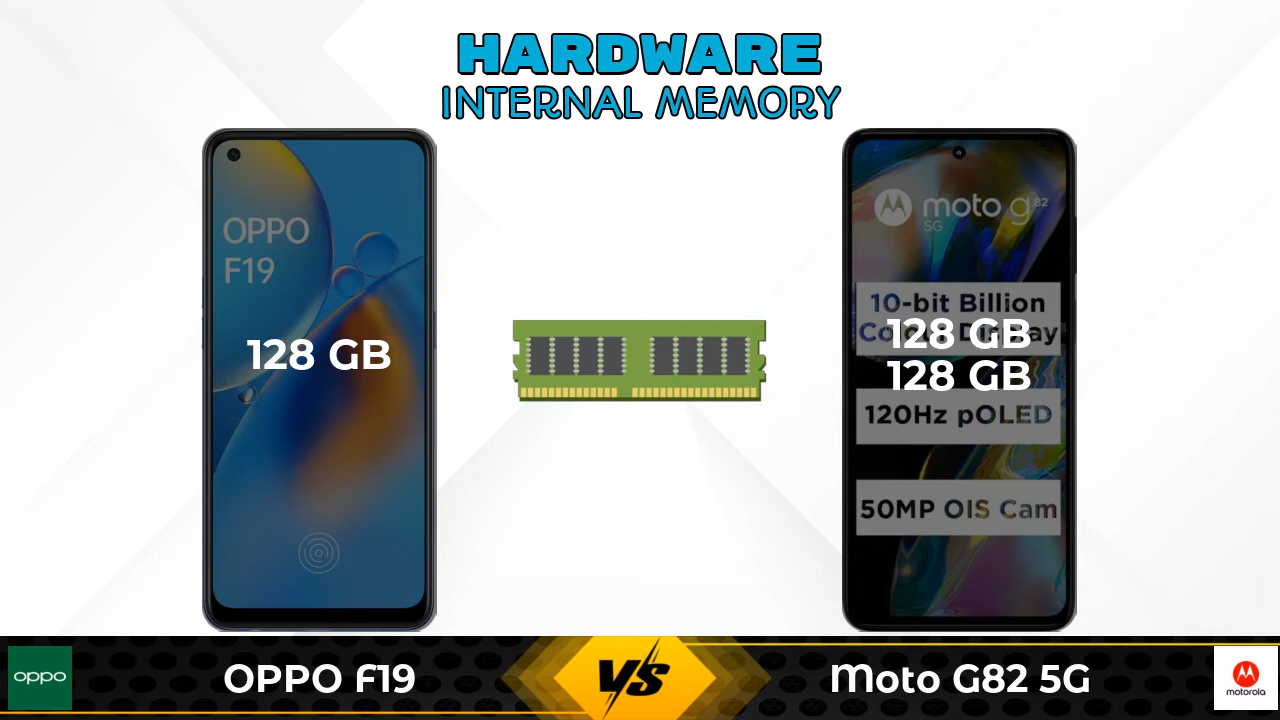 HARDWARE
INTERNAL MEMORY
OPPO
F19
128 GB
moto g82
5G
10-bit Billion
Display
128 GB
128 GB
120Hz pOLED
50MP OIS Cam
oppo
OPPO F19
VS
Moto G82 5G
motorola